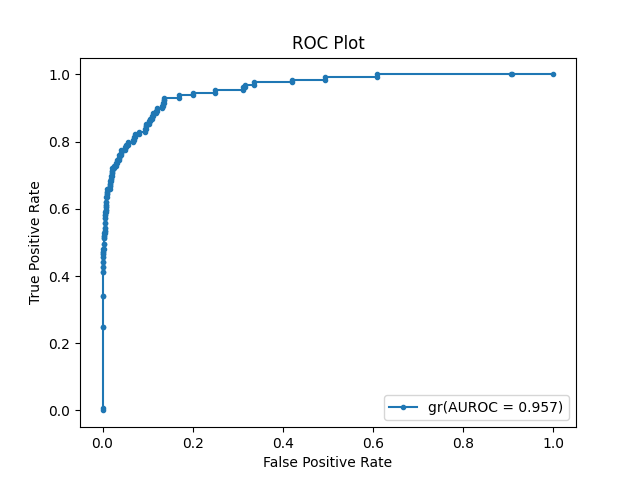 ROC Plot
True Positive Rate
1.0
0.8
0.6
0.4
0.2
0.0
gr(AUROC = 0.957)
0.0 0.2 0.4 0.6 0.8 1.0
False Positive Rate